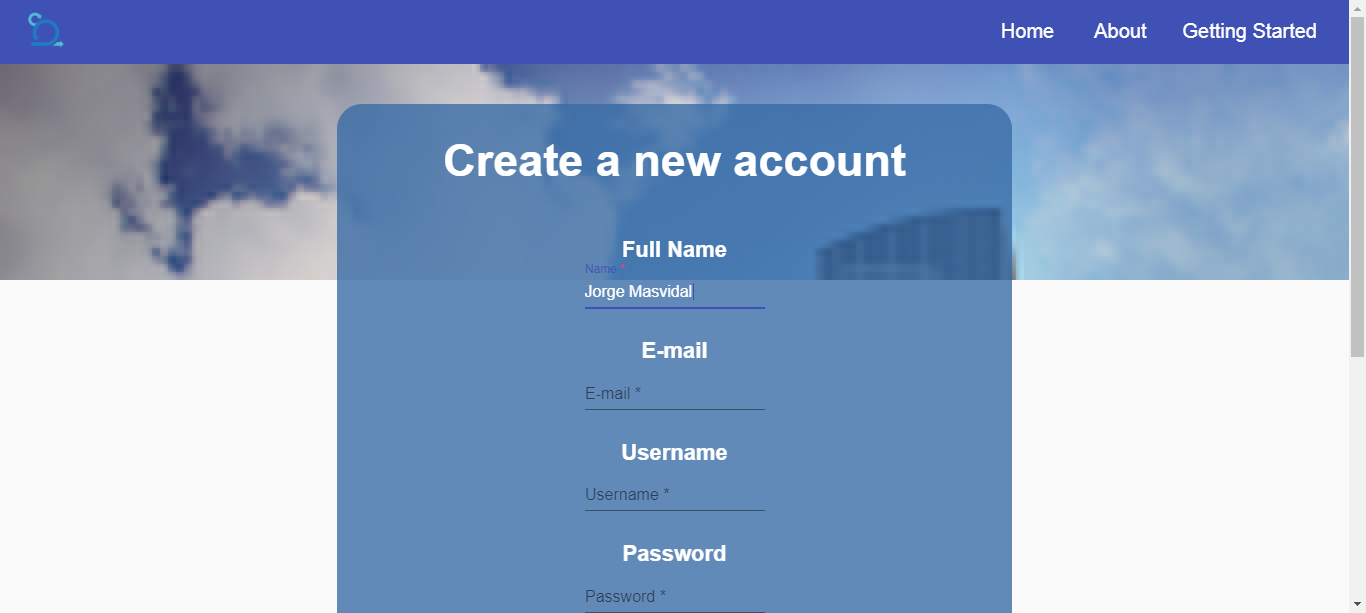 Home About Getting Started
Create a new account
Full Name
Name *
Jorge Masvidal
E-mail
E-mail *
Username
Username *
Password
Password *